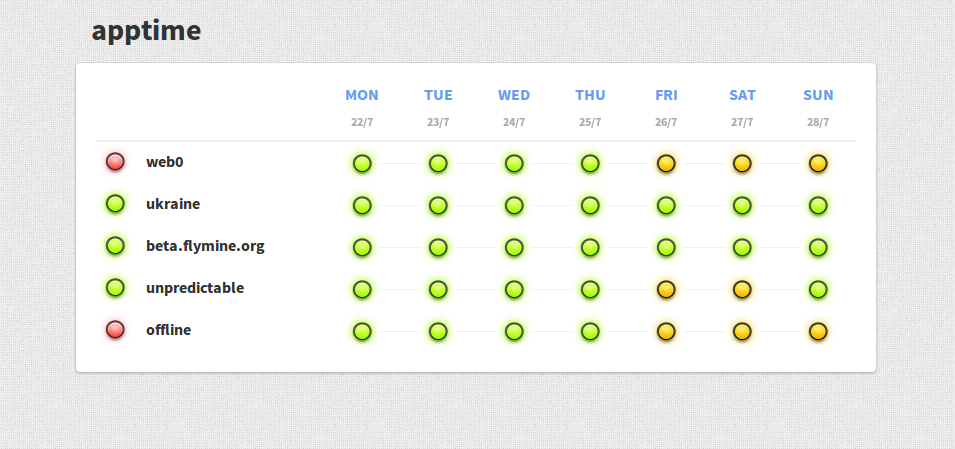 apptime
MON TUE WED THU FRI SAT SUN
22/7 23/7 24/7 25/7 26/7 27/7 28/7
web0
ukraine
beta.flymine.org
unpredictable
offline